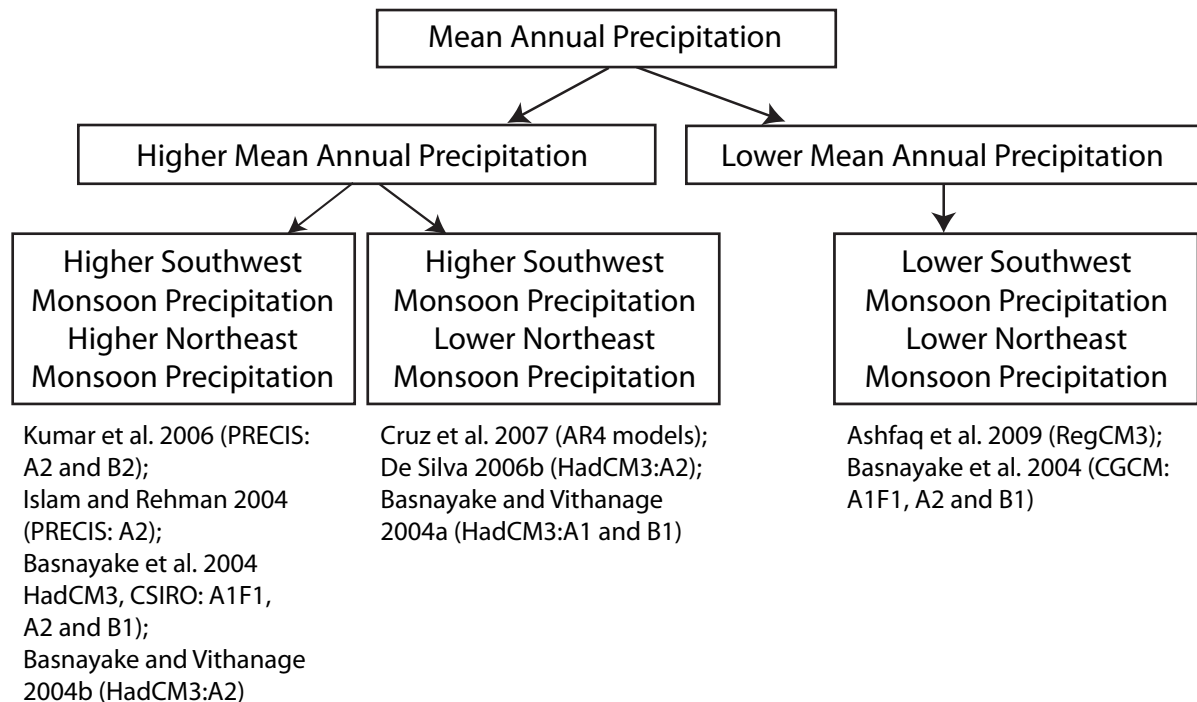 Mean Annual Precipitation
Higher Mean Annual Precipitation
Lower Mean Annual Precipitation
Higher Southwest
Monsoon Precipitation
Higher Northeast
Monsoon Precipitation
Higher Southwest
Monsoon Precipitation
Lower Northeast
Monsoon Precipitation
Lower Southwest
Monsoon Precipitation
Lower Northeast
Monsoon Precipitation
Kumar et al. 2006 (PRECIS:
A2 and B2);
Islam and Rehman 2004
(PRECIS: A2);
Basnayake et al. 2004
HadCM3, CSIRO: A1F1,
A2 and B1);
Basnayake and Vithanage
2004b (HadCM3:A2)
Cruz et al. 2007 (AR4 models);
De Silva 2006b (HadCM3:A2);
Basnayake and Vithanage
2004a (HadCM3:A1 and B1)
Ashfaq et al. 2009 (RegCM3);
Basnayake et al. 2004 (CGCM:
A1F1, A2 and B1)